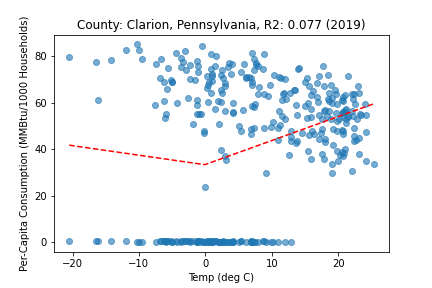 County: Clarion, Pennsylvania, R2: 0.077 (2019)
Per-Capita Consumption (MMBtu/1000 Households)
80
60
40
20
0
−20 −10 0 10 20
Temp (deg C)